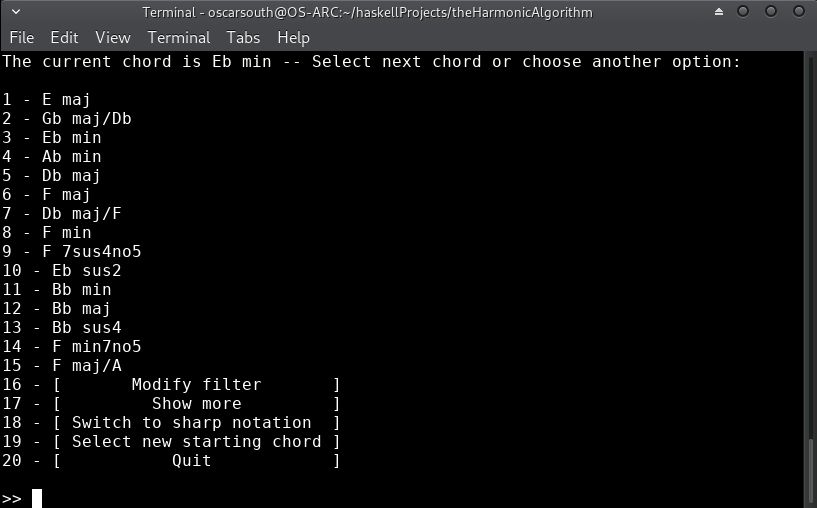 Terminal - oscarsouth@OS-ARC:~/haskellProjects/theHarmonicAlgorithm
File Edit View Terminal Tabs Help
The current chord is Eb min -- Select next chord or choose another option:
1 - E maj
2 - Gb maj/Db
3 - Eb min
4 - Ab min
5 - Db maj
6 - F maj
7 - Db maj/F
8 - F min
9 - F 7sus4no5
10 - Eb sus2
11 - Bb min
12 - Bb maj
13 - Bb sus4
14 - F min7no5
15 - F maj/A
16 - [       Modify filter       ]
17 - [         Show more         ]
18 - [ Switch to sharp notation  ]
19 - [ Select new starting chord ]
20 - [           Quit            ]
>>